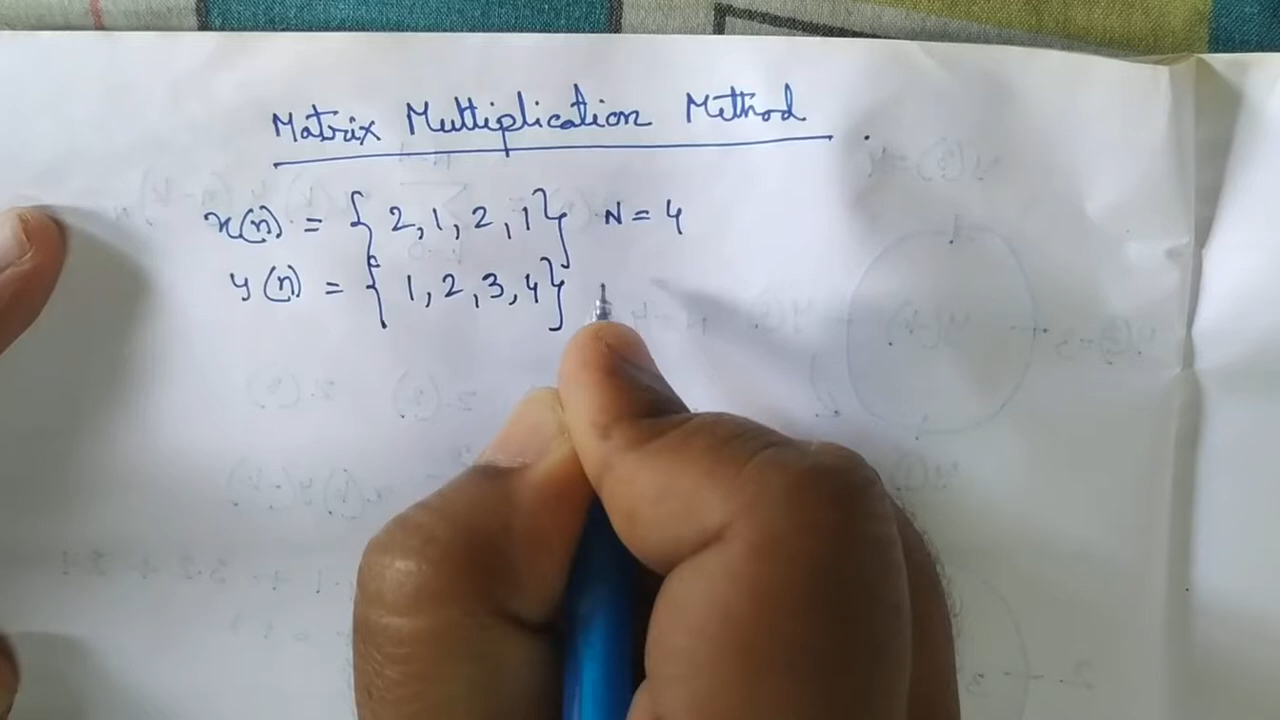 Matrix Multiplication Method
x(n) = { 2, 1, 2, 1} N = 4
y(n) = { 1, 2, 3, 4}